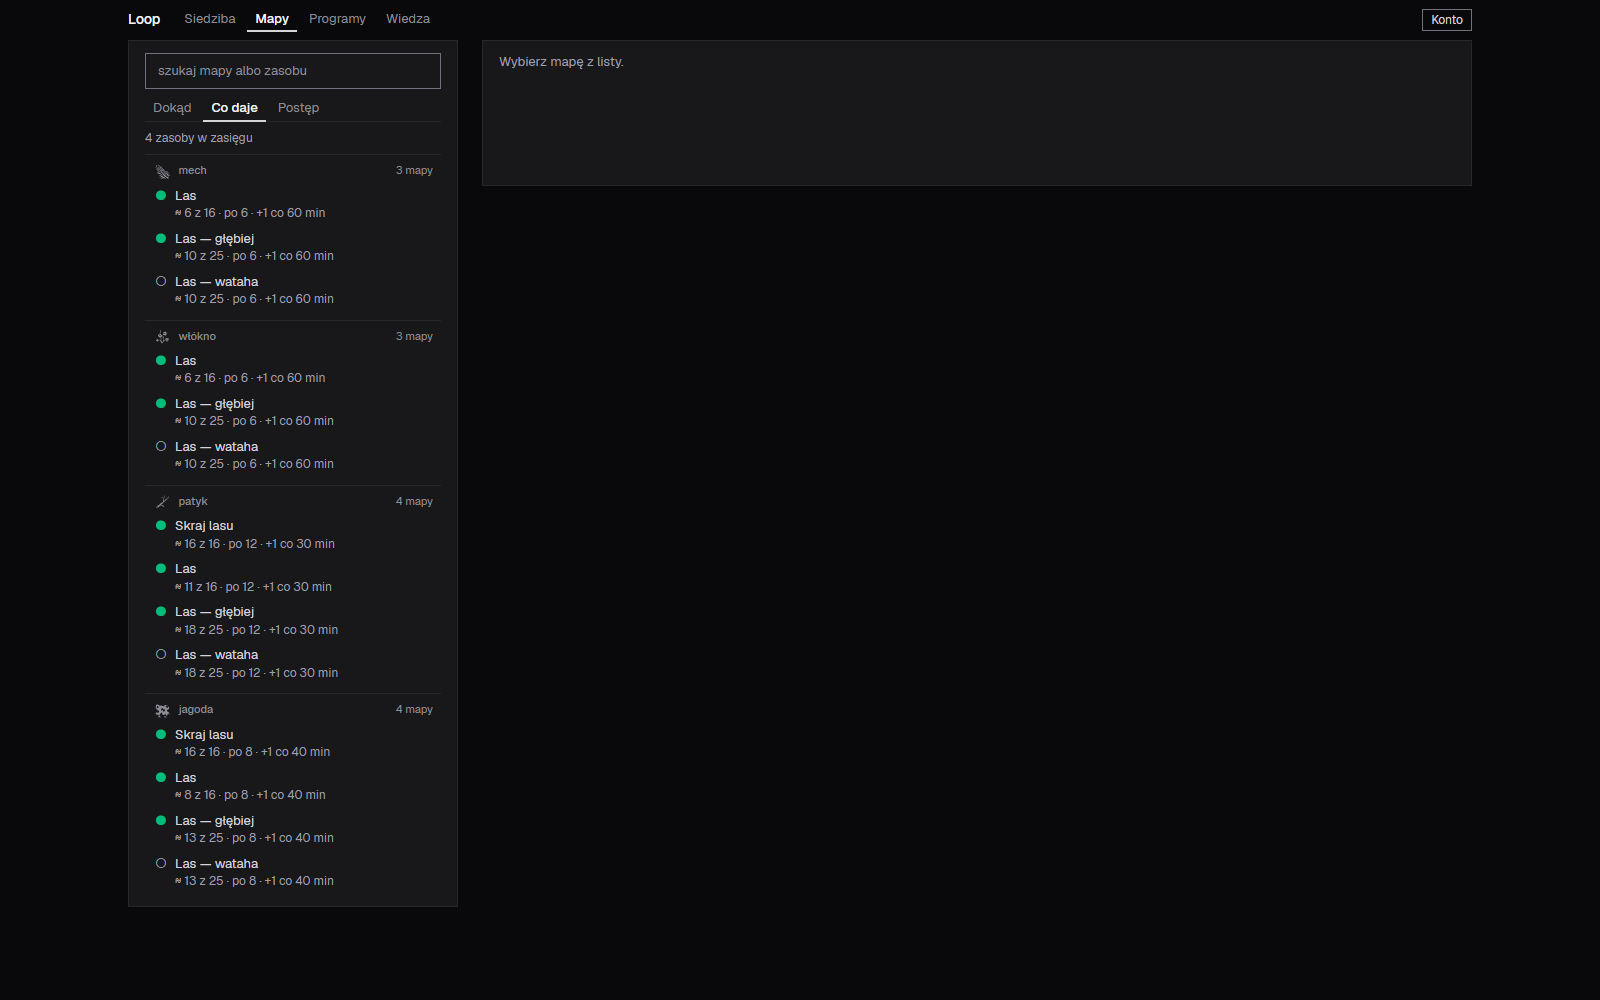 Loop Siedziba Mapy Programy Wiedza Konto
szukaj mapy albo zasobu
Dokąd Co daje Postęp
4 zasoby w zasięgu
mech 3 mapy
Las
≈ 6 z 16 · po 6 · +1 co 60 min
Las — głębiej
≈ 10 z 25 · po 6 · +1 co 60 min
Las — wataha
≈ 10 z 25 · po 6 · +1 co 60 min
włókno 3 mapy
Las
≈ 6 z 16 · po 6 · +1 co 60 min
Las — głębiej
≈ 10 z 25 · po 6 · +1 co 60 min
Las — wataha
≈ 10 z 25 · po 6 · +1 co 60 min
patyk 4 mapy
Skraj lasu
≈ 16 z 16 · po 12 · +1 co 30 min
Las
≈ 11 z 16 · po 12 · +1 co 30 min
Las — głębiej
≈ 18 z 25 · po 12 · +1 co 30 min
Las — wataha
≈ 18 z 25 · po 12 · +1 co 30 min
jagoda 4 mapy
Skraj lasu
≈ 16 z 16 · po 8 · +1 co 40 min
Las
≈ 8 z 16 · po 8 · +1 co 40 min
Las — głębiej
≈ 13 z 25 · po 8 · +1 co 40 min
Las — wataha
≈ 13 z 25 · po 8 · +1 co 40 min
Wybierz mapę z listy.